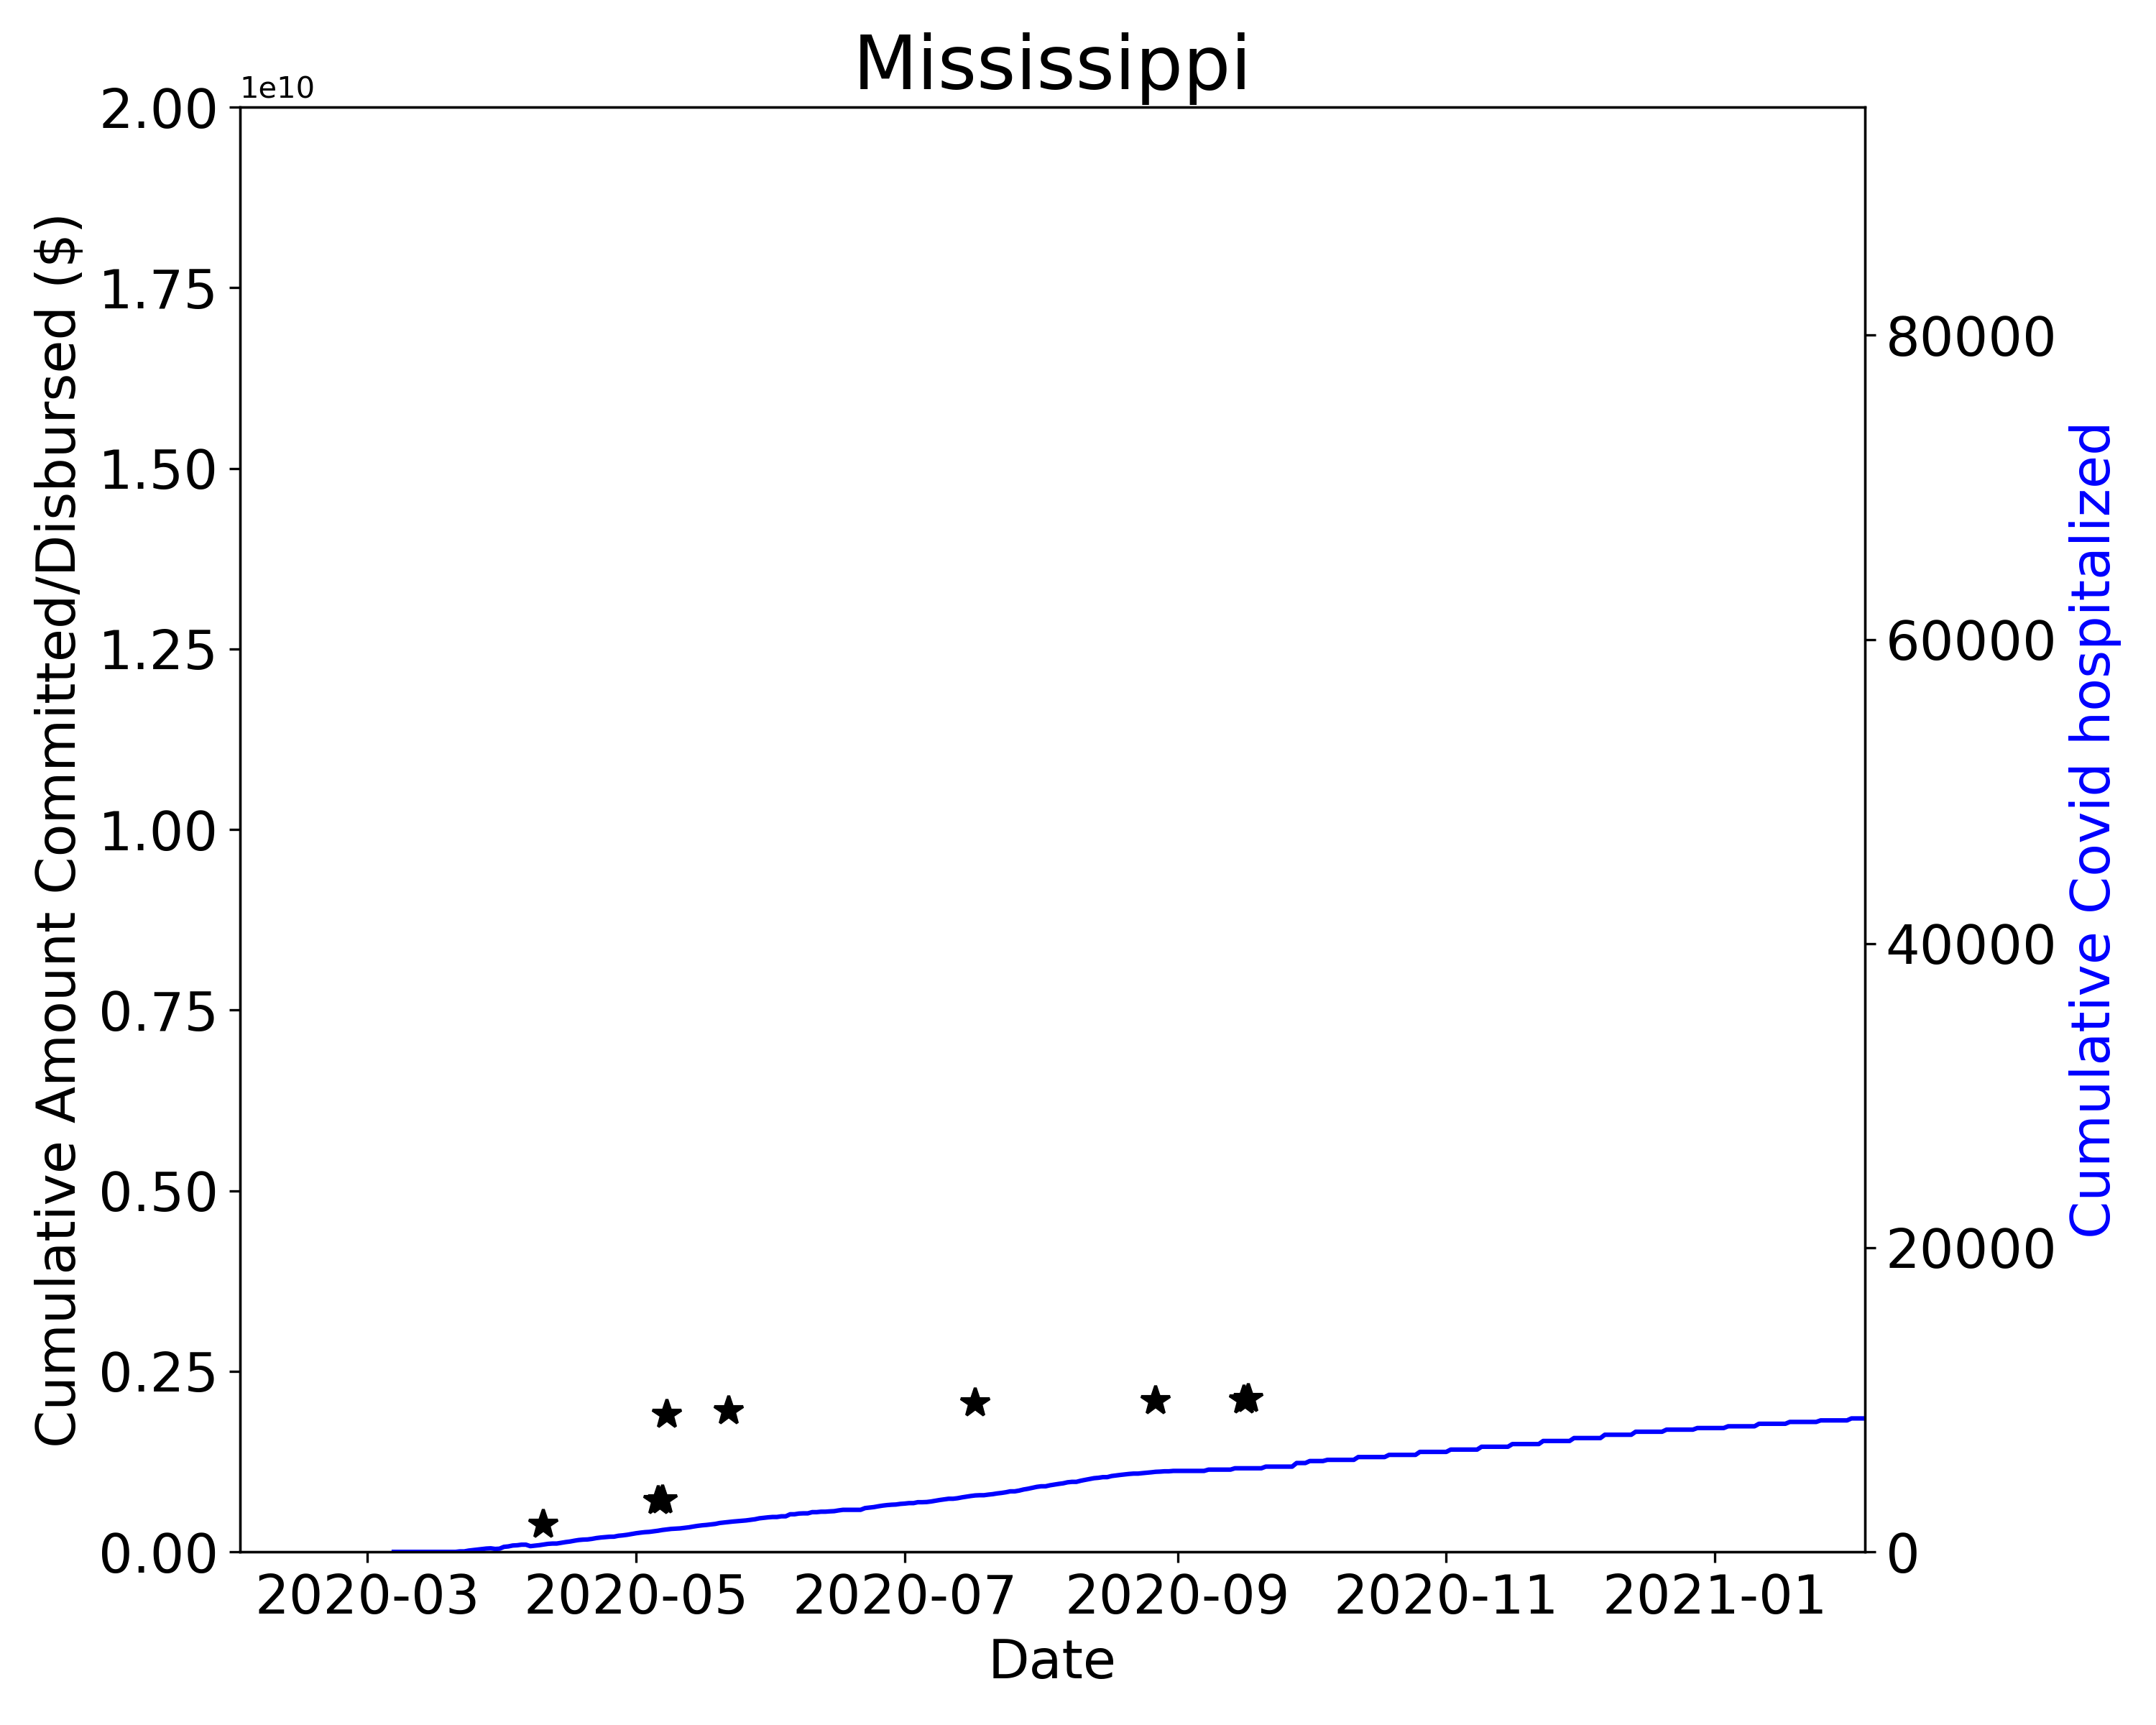 Mississippi
1e10
2.00
1.75
1.50
1.25
1.00
0.75
0.50
0.25
0.00
Cumulative Amount Committed/Disbursed ($)
80000
60000
40000
20000
0
Cumulative Covid hospitalized
2020-03 2020-05 2020-07 2020-09 2020-11 2021-01
Date